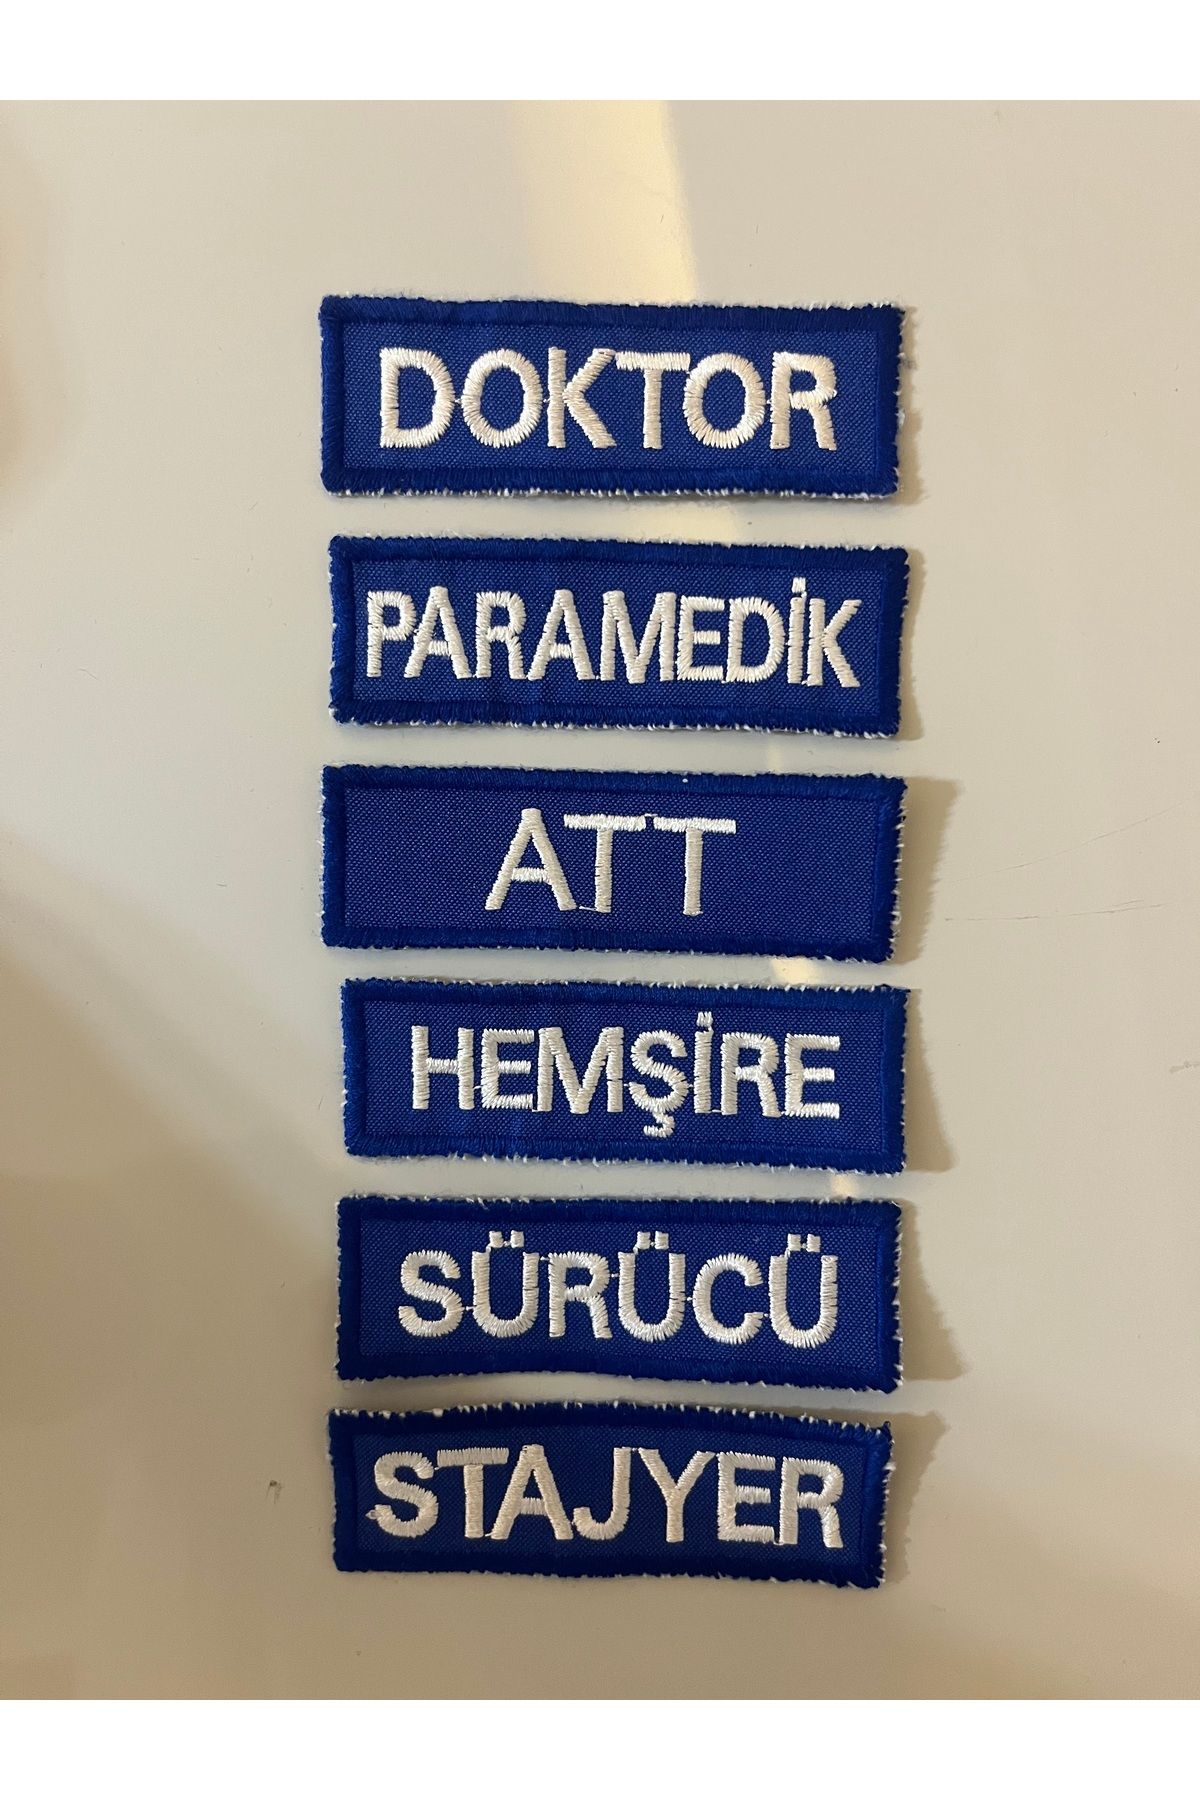 DOKTOR
PARAMEDİK
ATT
HEMŞİRE
SÜRÜCÜ
STAJYER